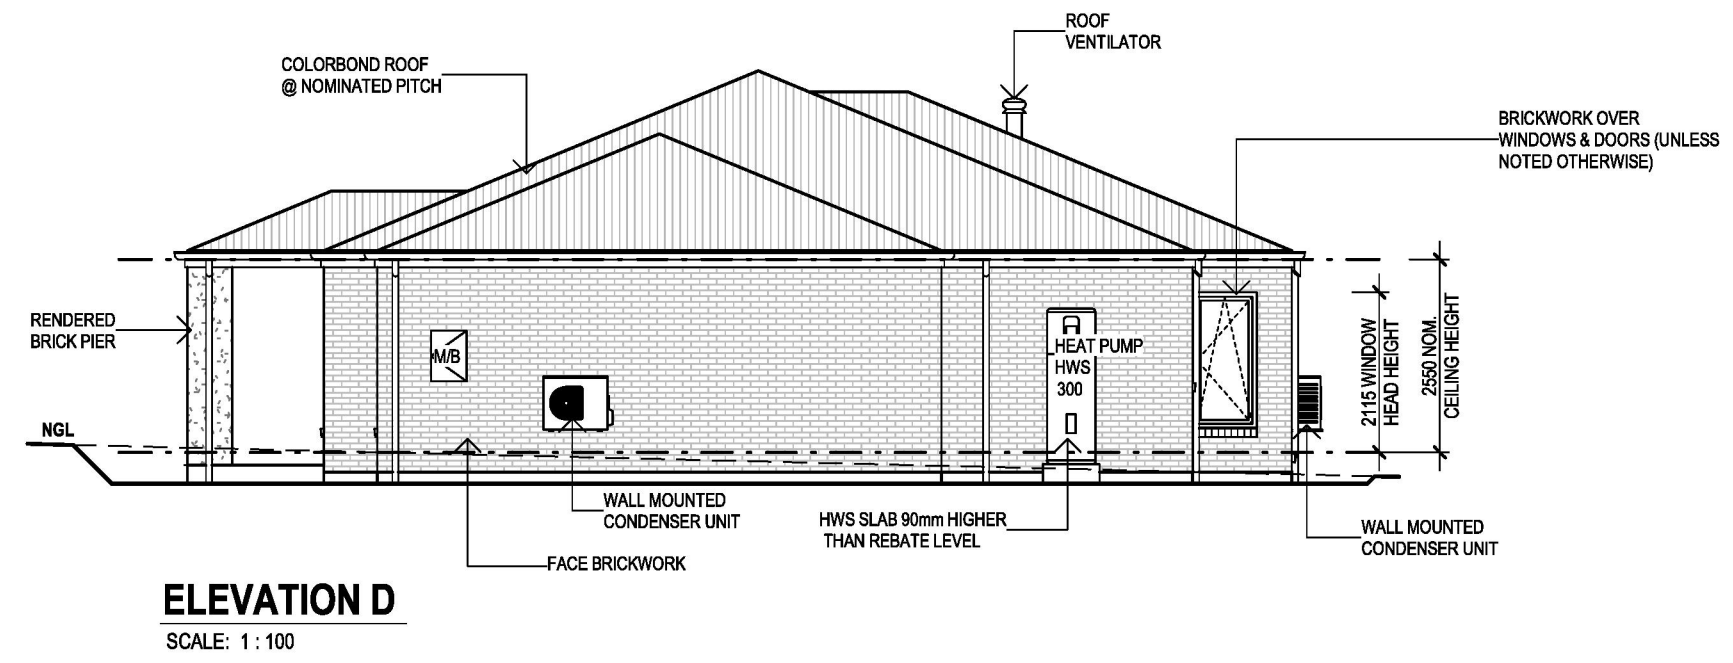 ROOF
VENTILATOR
COLORBOND ROOF
@ NOMINATED PITCH
BRICKWORK OVER
WINDOWS & DOORS (UNLESS
NOTED OTHERWISE)
RENDERED
BRICK PIER
M/B
HEAT PUMP
HWS
300
2115 WINDOW
HEAD HEIGHT
2550 NOM.
CEILING HEIGHT
NGL
WALL MOUNTED
CONDENSER UNIT
HWS SLAB 90mm HIGHER
THAN REBATE LEVEL
WALL MOUNTED
CONDENSER UNIT
FACE BRICKWORK
ELEVATION D
SCALE: 1 : 100